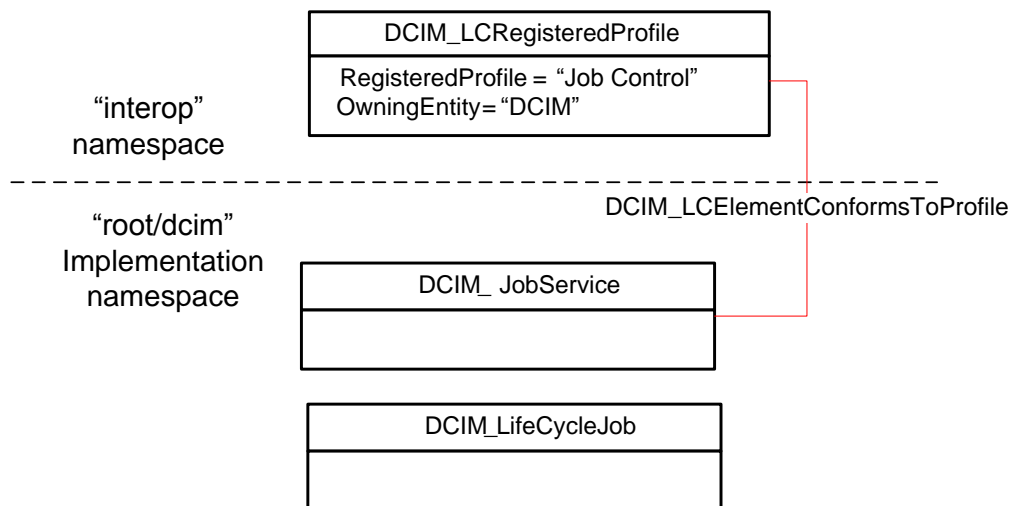 DCIM_LCRegisteredProfile
RegisteredProfile = “Job Control”
OwningEntity= “DCIM”
“interop”
namespace
DCIM_LCElementConformsToProfile
“root/dcim”
Implementation
namespace
DCIM_ JobService
DCIM_LifeCycleJob